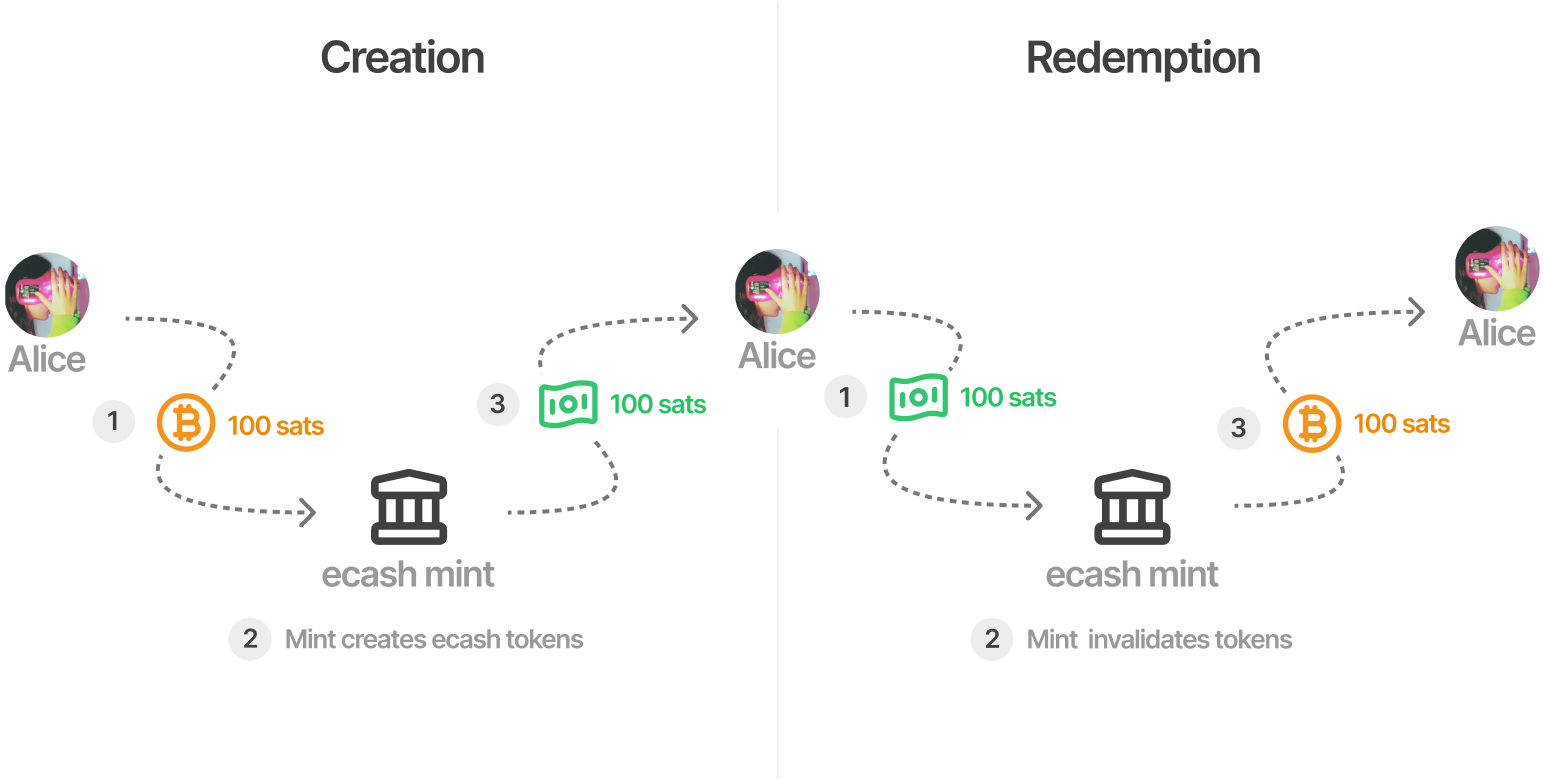 Creation
Alice
1
100 sats
ecash mint
2 Mint creates ecash tokens
3
100 sats
Redemption
Alice
1
100 sats
ecash mint
2 Mint invalidates tokens
3
100 sats
Alice